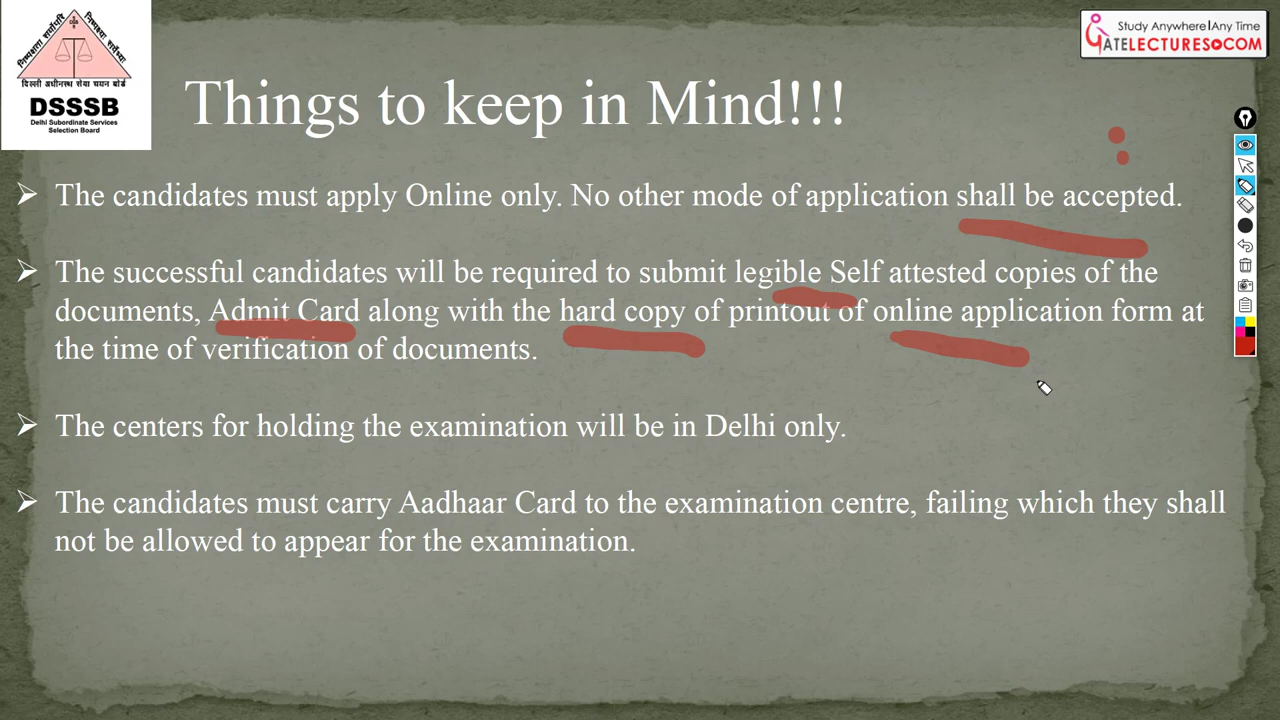 निष्पक्षता सर्वोपरि
निष्पक्षः सर्वेभ्यः
दिल्ली अधीनस्थ सेवा चयन बोर्ड
DSSSB
Delhi Subordinate Services
Selection Board
Study Anywhere|Any Time
GATELECTURES.COM
Things to keep in Mind!!!
The candidates must apply Online only. No other mode of application shall be accepted.
The successful candidates will be required to submit legible Self attested copies of the
documents, Admit Card along with the hard copy of printout of online application form at
the time of verification of documents.
The centers for holding the examination will be in Delhi only.
The candidates must carry Aadhaar Card to the examination centre, failing which they shall
not be allowed to appear for the examination.